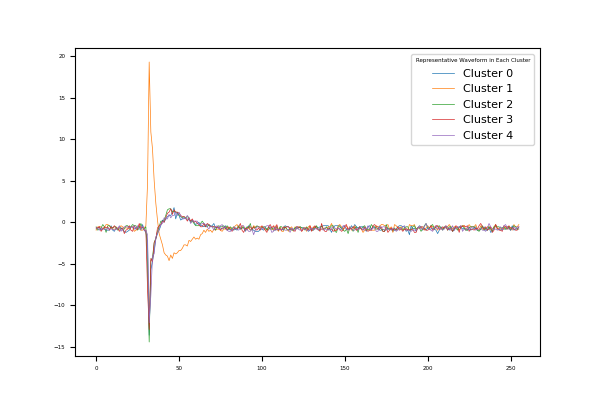 Representative Waveform in Each Cluster
Cluster 0
Cluster 1
Cluster 2
Cluster 3
Cluster 4
20
15
10
5
0
−5
−10
−15
0
50
100
150
200
250